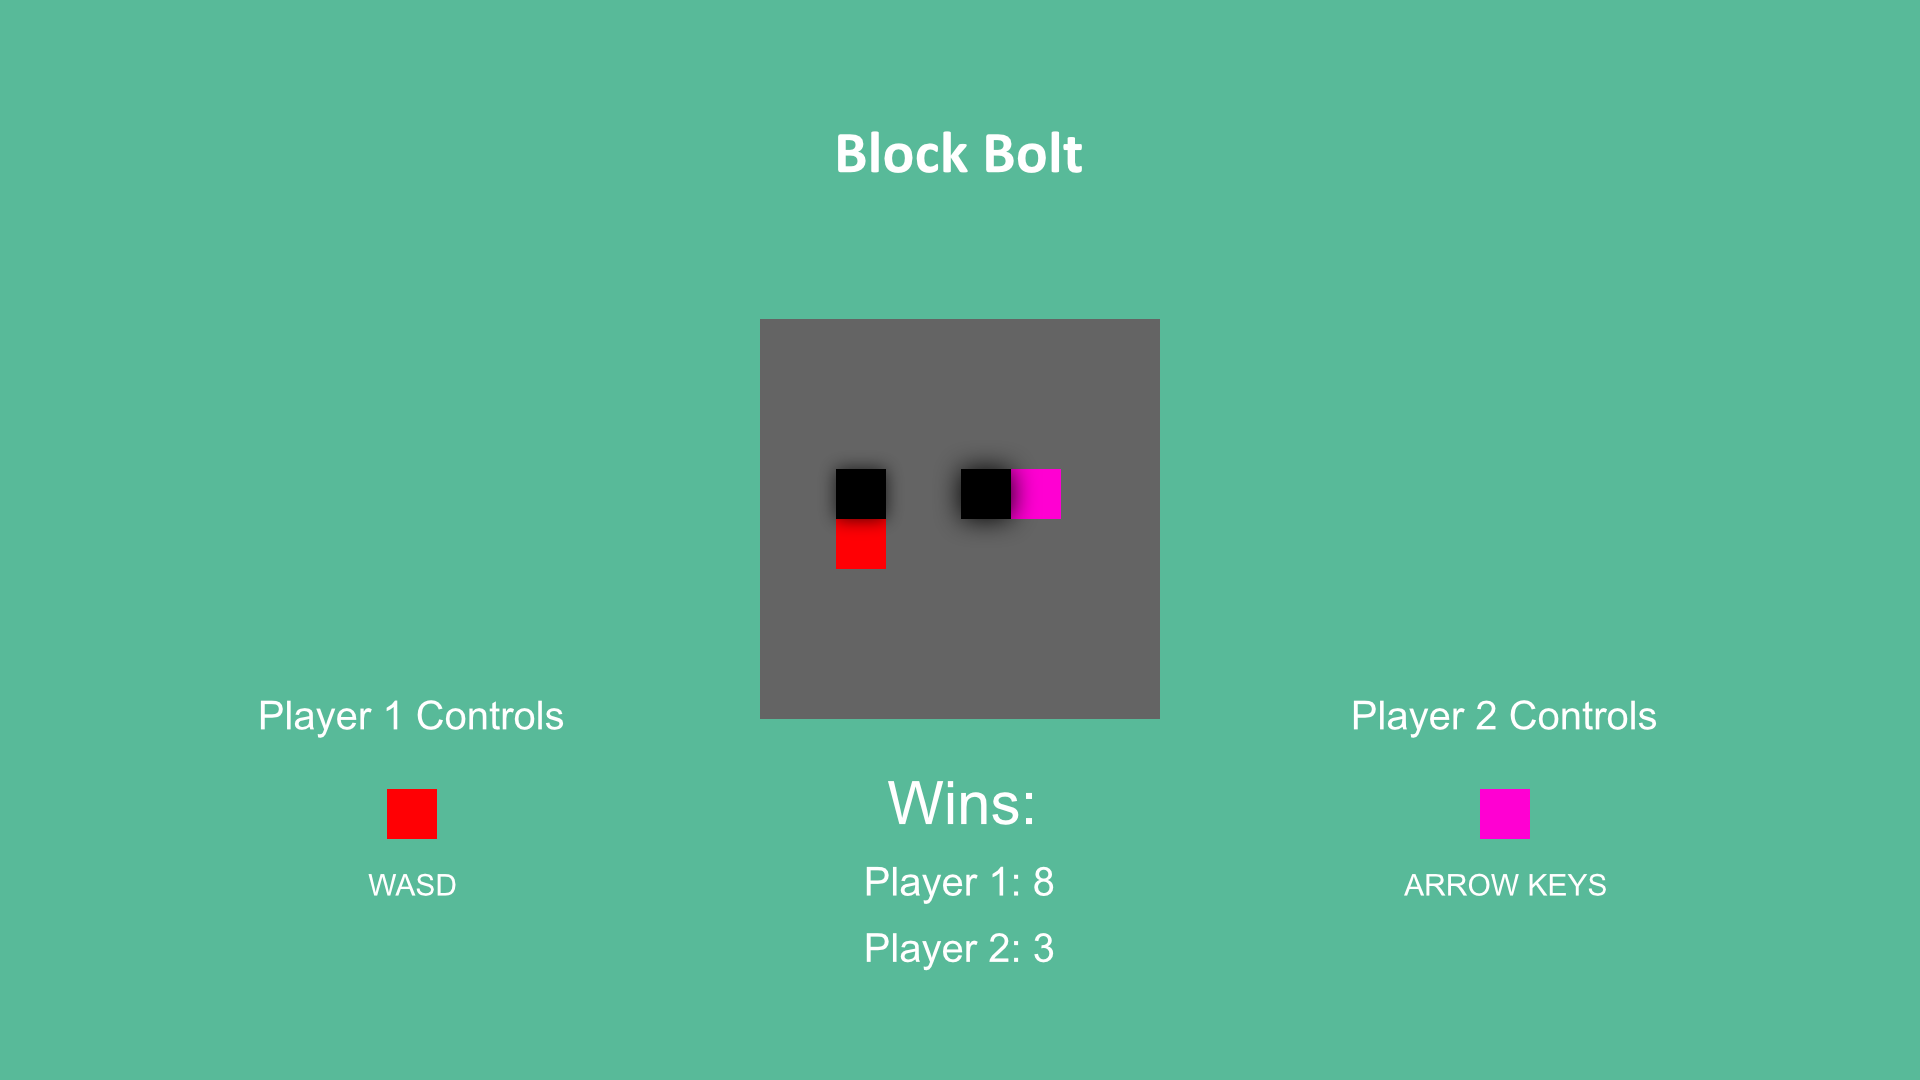 Block Bolt
Player 1 Controls
WASD
Player 2 Controls
ARROW KEYS
Wins:
Player 1: 8
Player 2: 3